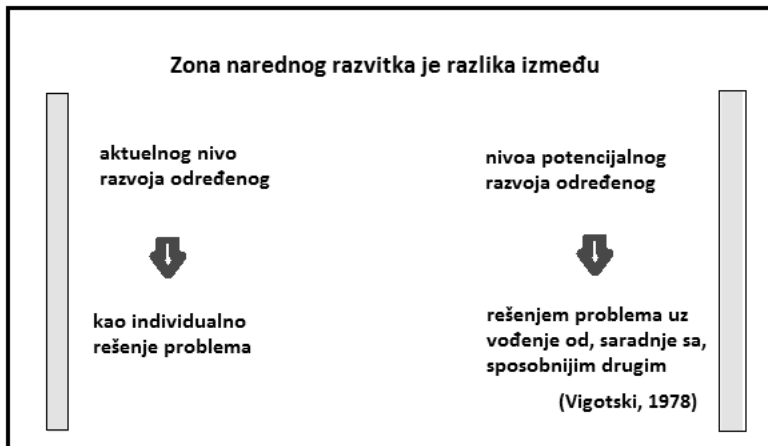 Zona narednog razvitka je razlika između
aktuelnog nivo
razvoja određenog
kao individualno
rešenje problema
nivoa potencijalnog
razvoja određenog
rešenjem problema uz
vođenje od, saradnje sa,
sposobnijim drugim
(Vigotski, 1978)